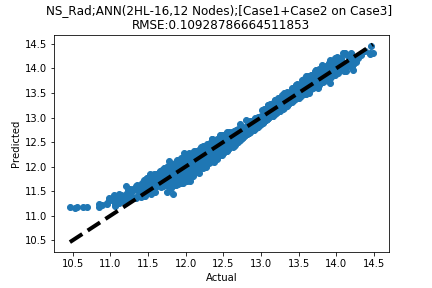 NS_Rad;ANN(2HL-16,12 Nodes);[Case1+Case2 on Case3]
RMSE:0.10928786664511853
14.5
14.0
13.5
13.0
12.5
12.0
11.5
11.0
10.5
Predicted
10.5 11.0 11.5 12.0 12.5 13.0 13.5 14.0 14.5
Actual